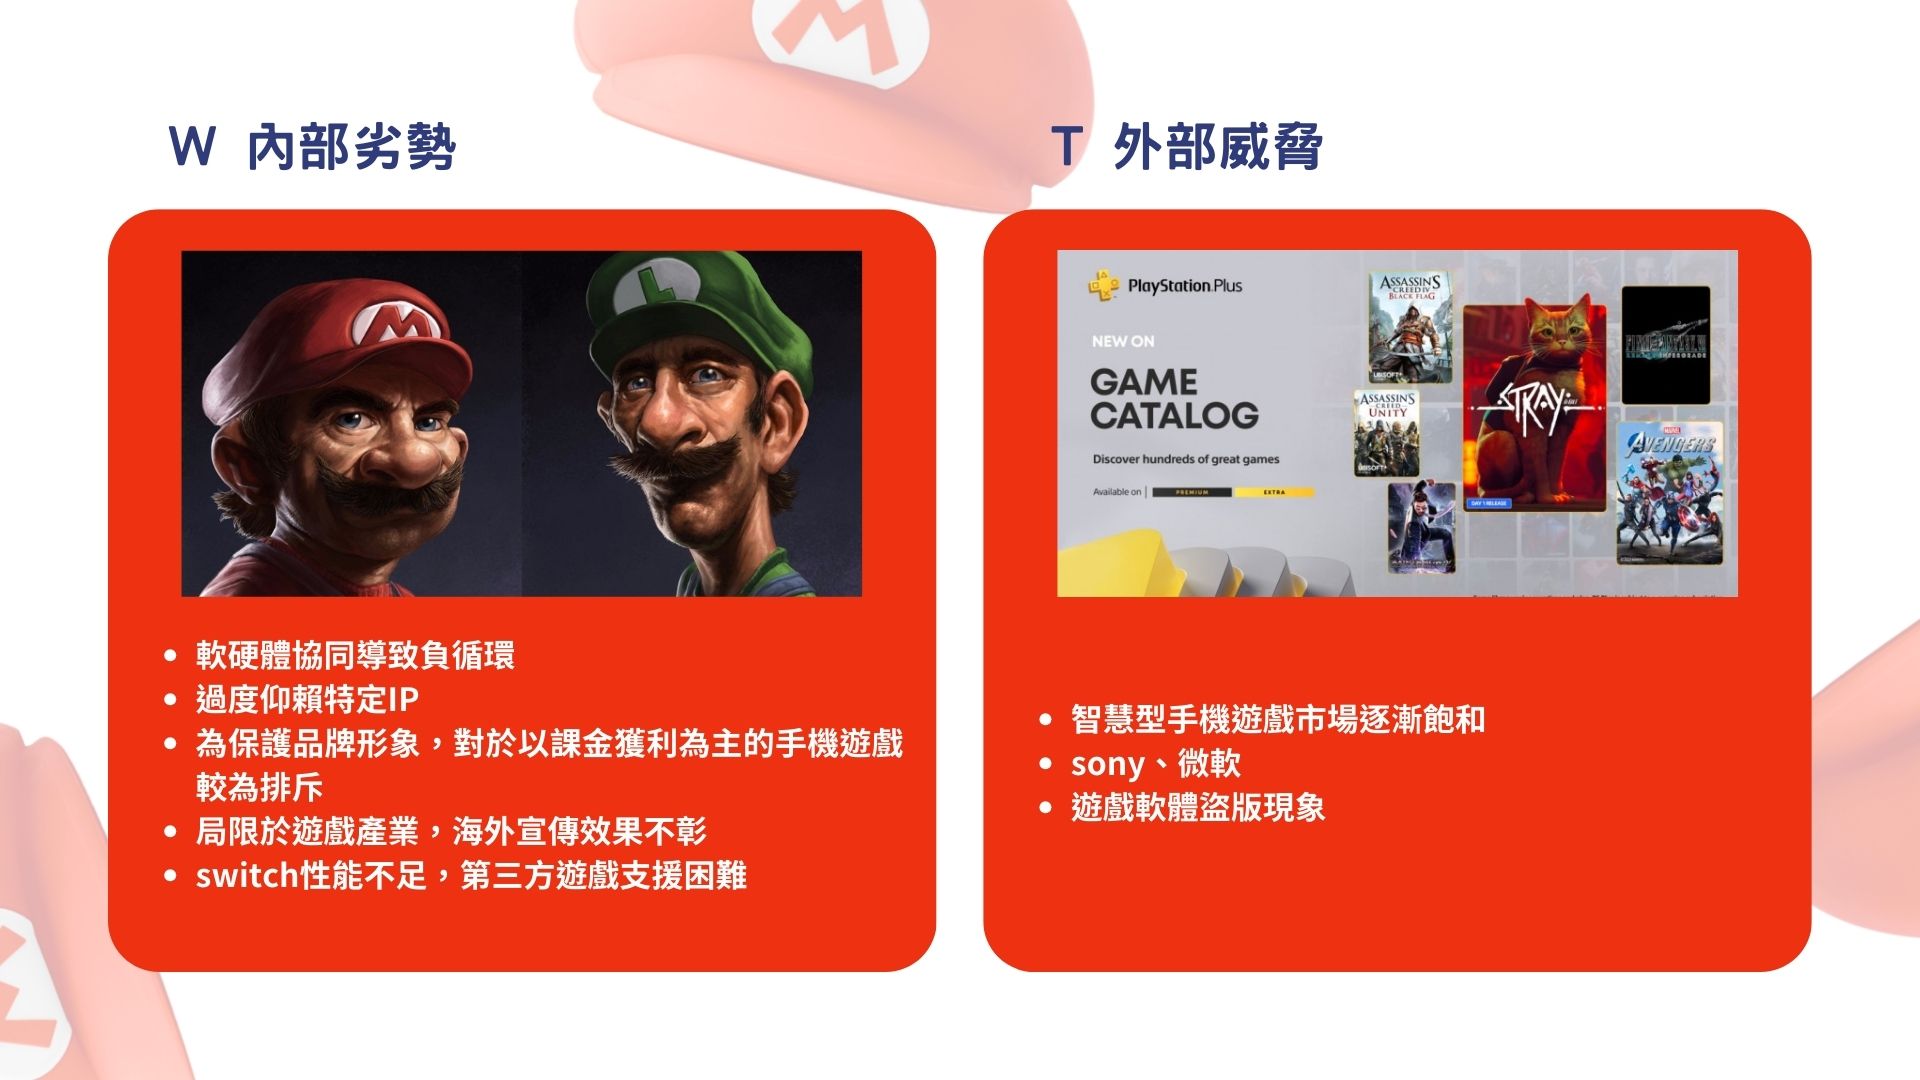 M
W 內部劣勢
T 外部威脅
M
L
軟硬體協同導致負循環
過度仰賴特定IP
為保護品牌形象，對於以課金獲利為主的手機遊戲
較為排斥
局限於遊戲產業，海外宣傳效果不彰
switch性能不足，第三方遊戲支援困難
PlayStation.Plus
NEW ON
GAME
CATALOG
Discover hundreds of great games
Available on
PREMIUM
EXTRA
ASSASSIN'S
CREED IV
BLACK FLAG
UBISOFT+
ASSASSIN'S
CREED
UNITY
UBISOFT+
STRAY
DAY 1 RELEASE
MARVEL
AVENGERS
智慧型手機遊戲市場逐漸飽和
sony、微軟
遊戲軟體盜版現象